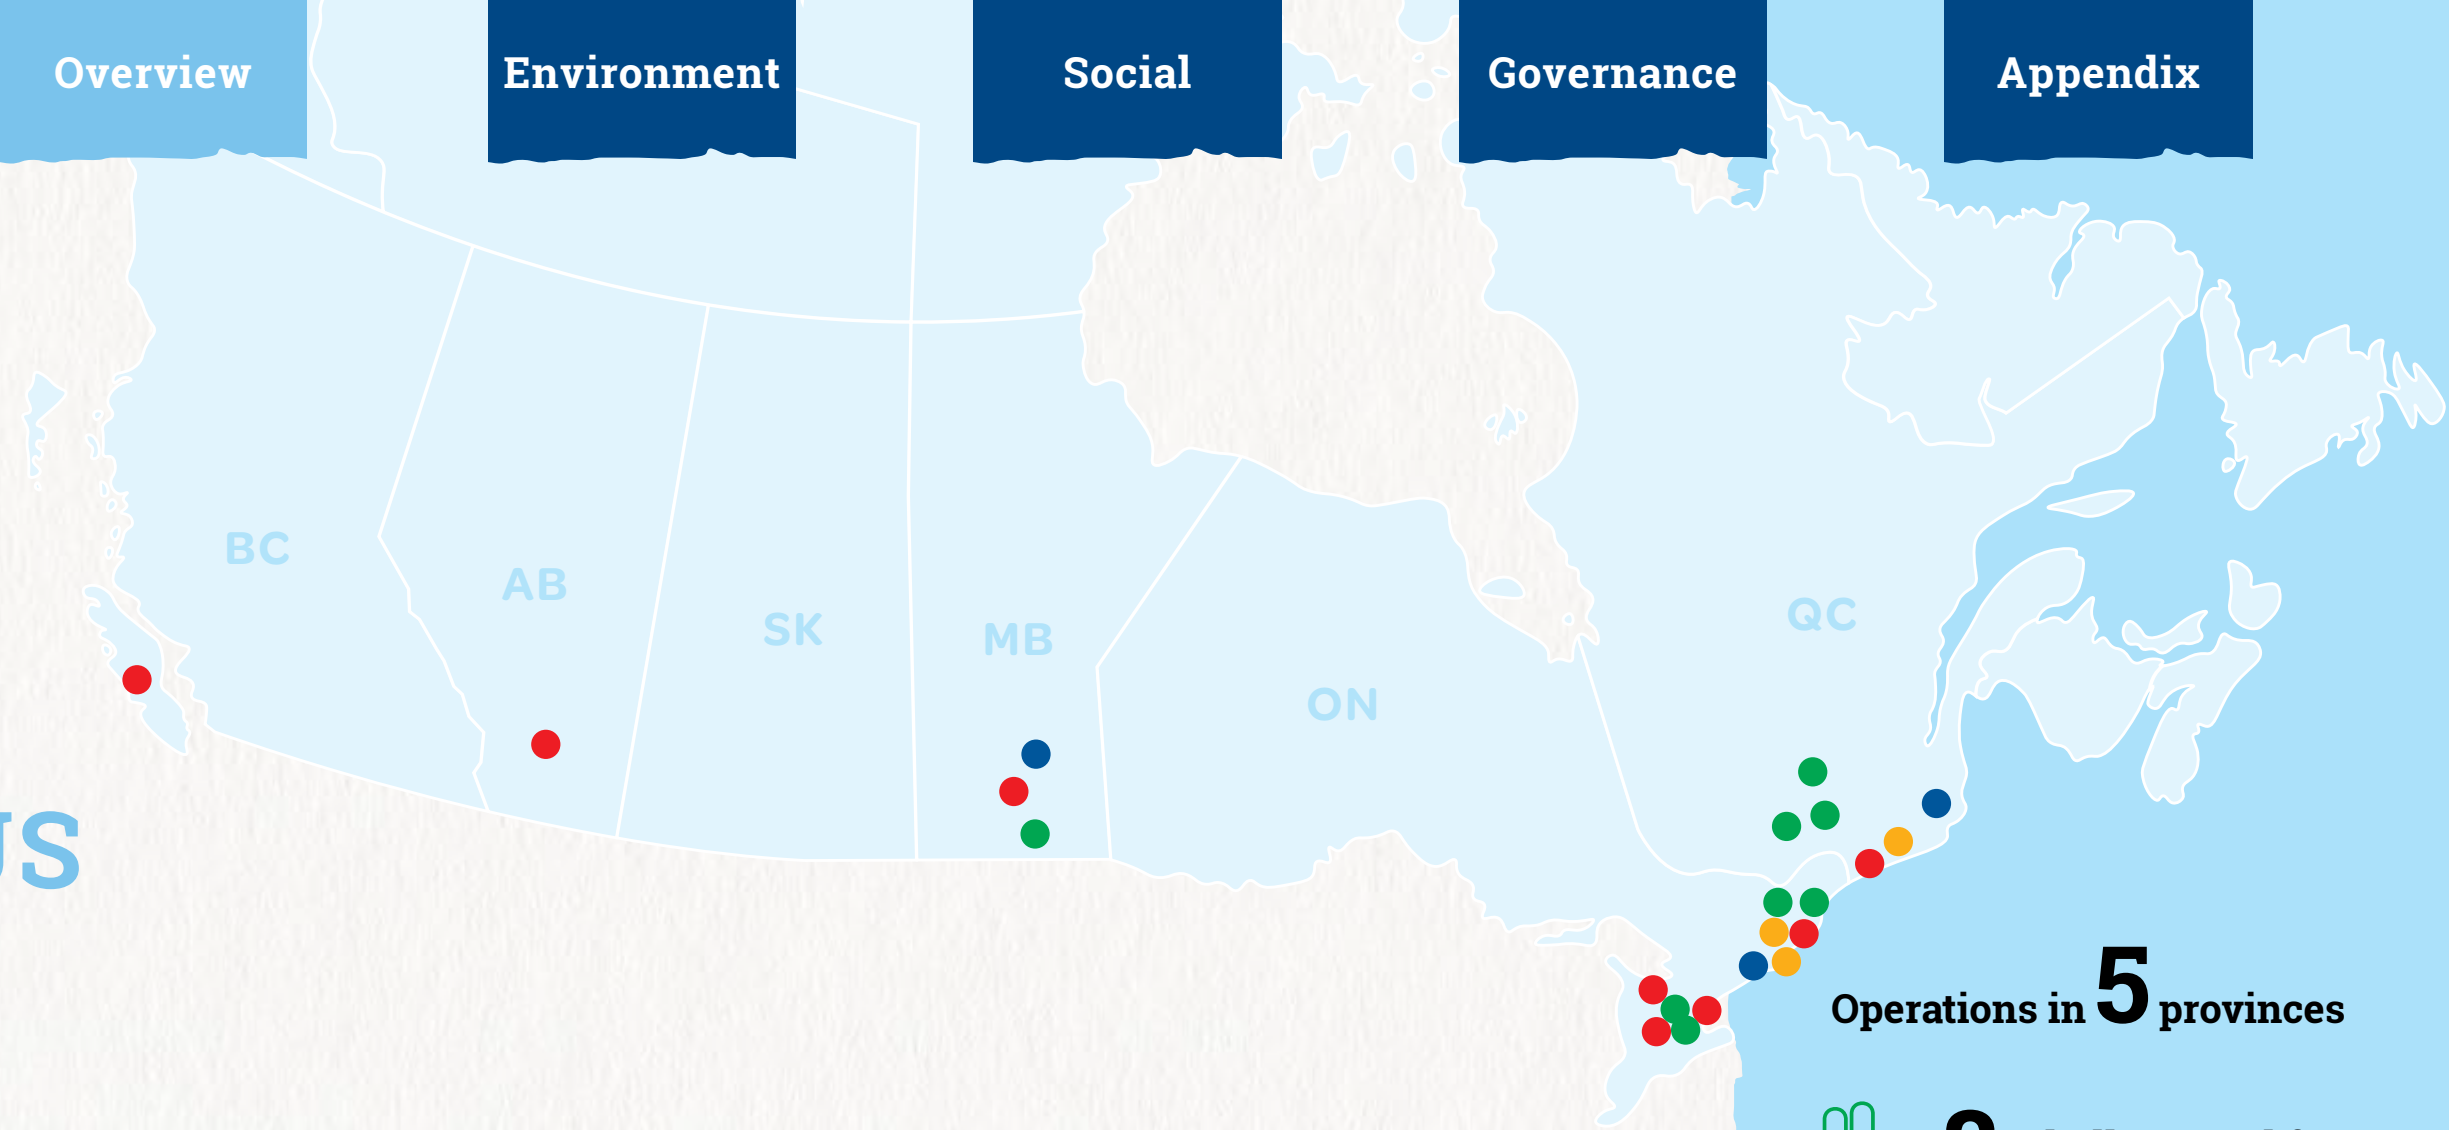 Overview
Environment
Social
Governance
Appendix
BC
AB
SK
MB
ON
QC
US
Operations in 5 provinces